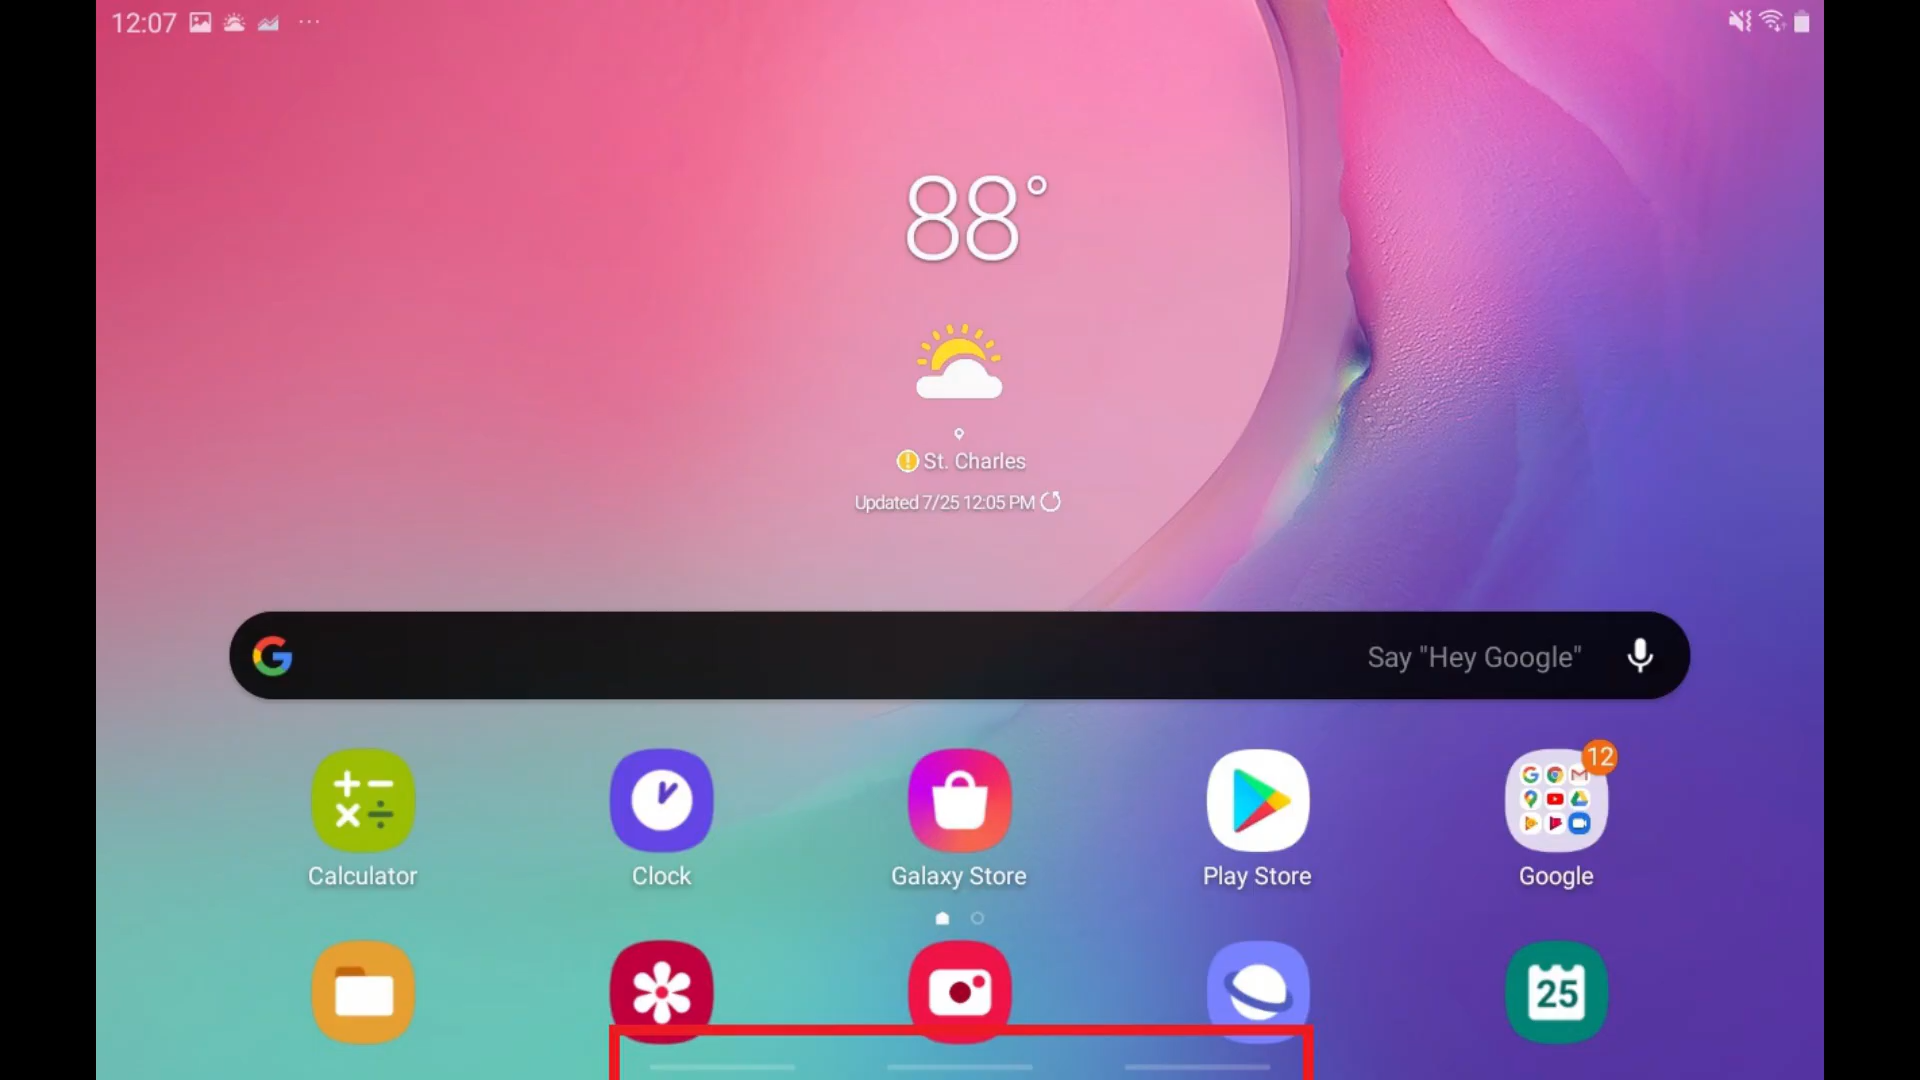 12:07
88°
St. Charles
Updated 7/25 12:05 PM
Say "Hey Google"
12
Calculator
Clock
Galaxy Store
Play Store
Google
25